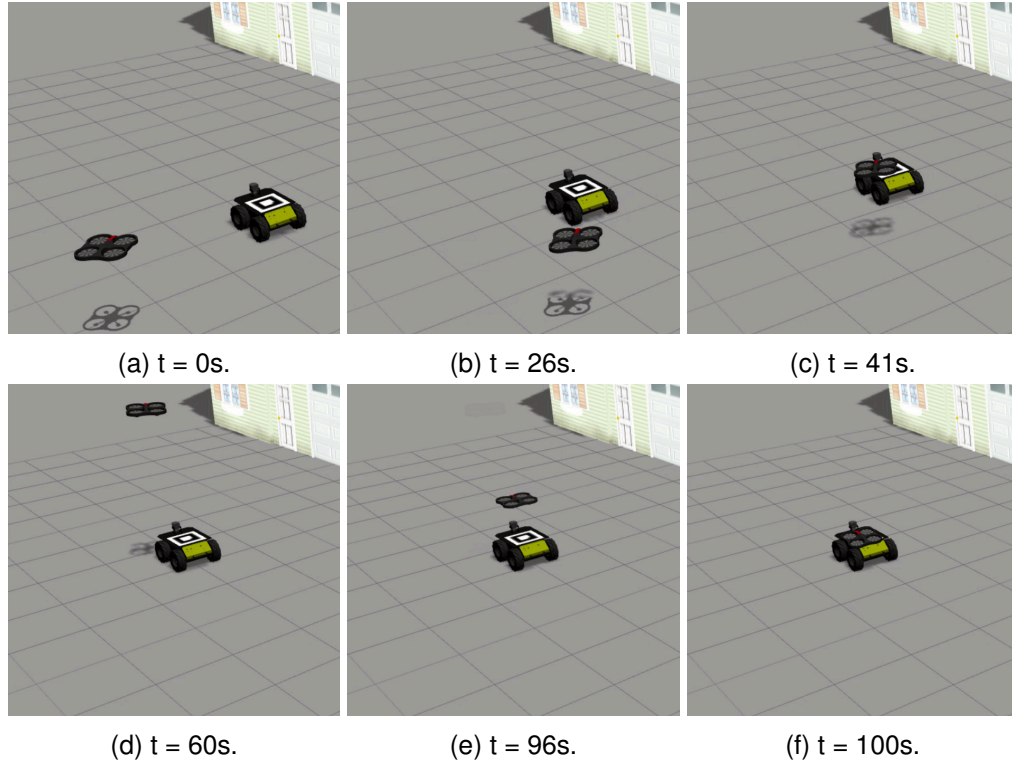 (a) t = 0s.
(b) t = 26s.
(c) t = 41s.
(d) t = 60s.
(e) t = 96s.
(f) t = 100s.